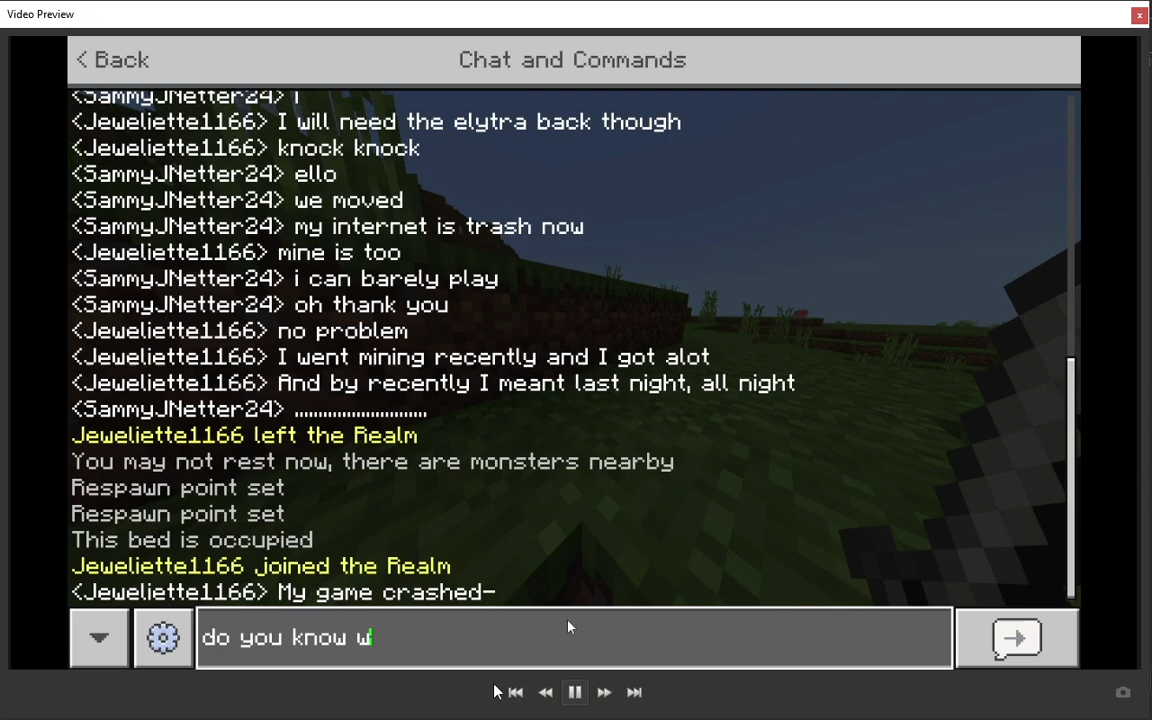 Video Preview
< Back
Chat and Commands
<SammyJNetter24> i
<Jeweliette1166> I will need the elytra back though
<Jeweliette1166> knock knock
<SammyJNetter24> ello
<SammyJNetter24> we moved
<SammyJNetter24> my internet is trash now
<Jeweliette1166> mine is too
<SammyJNetter24> i can barely play
<SammyJNetter24> oh thank you
<Jeweliette1166> no problem
<Jeweliette1166> I went mining recently and I got alot
<Jeweliette1166> And by recently I meant last night, all night
<SammyJNetter24> ...........................
Jeweliette1166 left the Realm
You may not rest now, there are monsters nearby
Respawn point set
Respawn point set
This bed is occupied
Jeweliette1166 joined the Realm
<Jeweliette1166> My game crashed-
do you know w